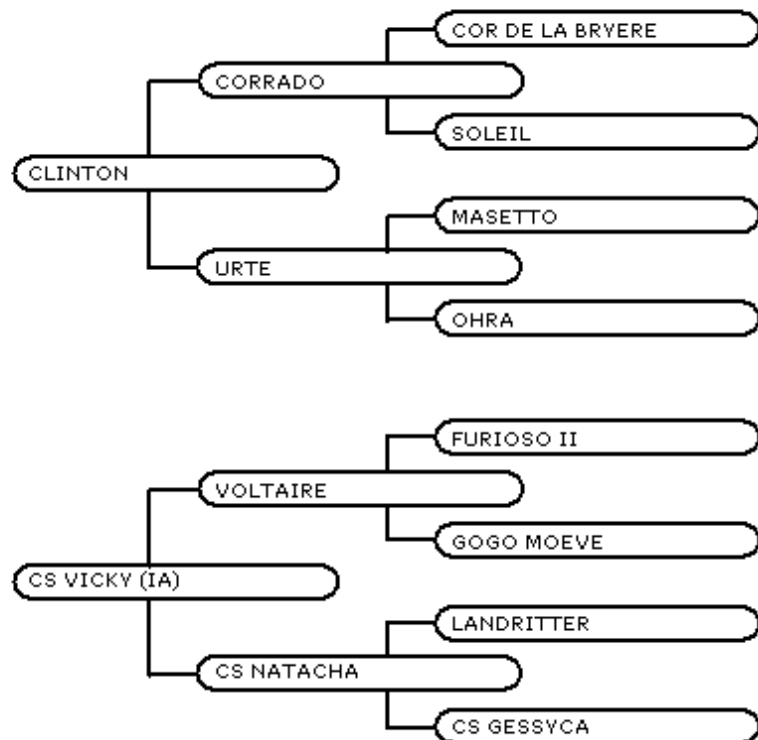 COR DE LA BRYERE
CORRADO
SOLEIL
CLINTON
MASETTO
URTE
OHRA
FURIOSO II
VOLTAIRE
GOGO MOEVE
CS VICKY (IA)
LANDRITTER
CS NATACHA
CS GESSYCA